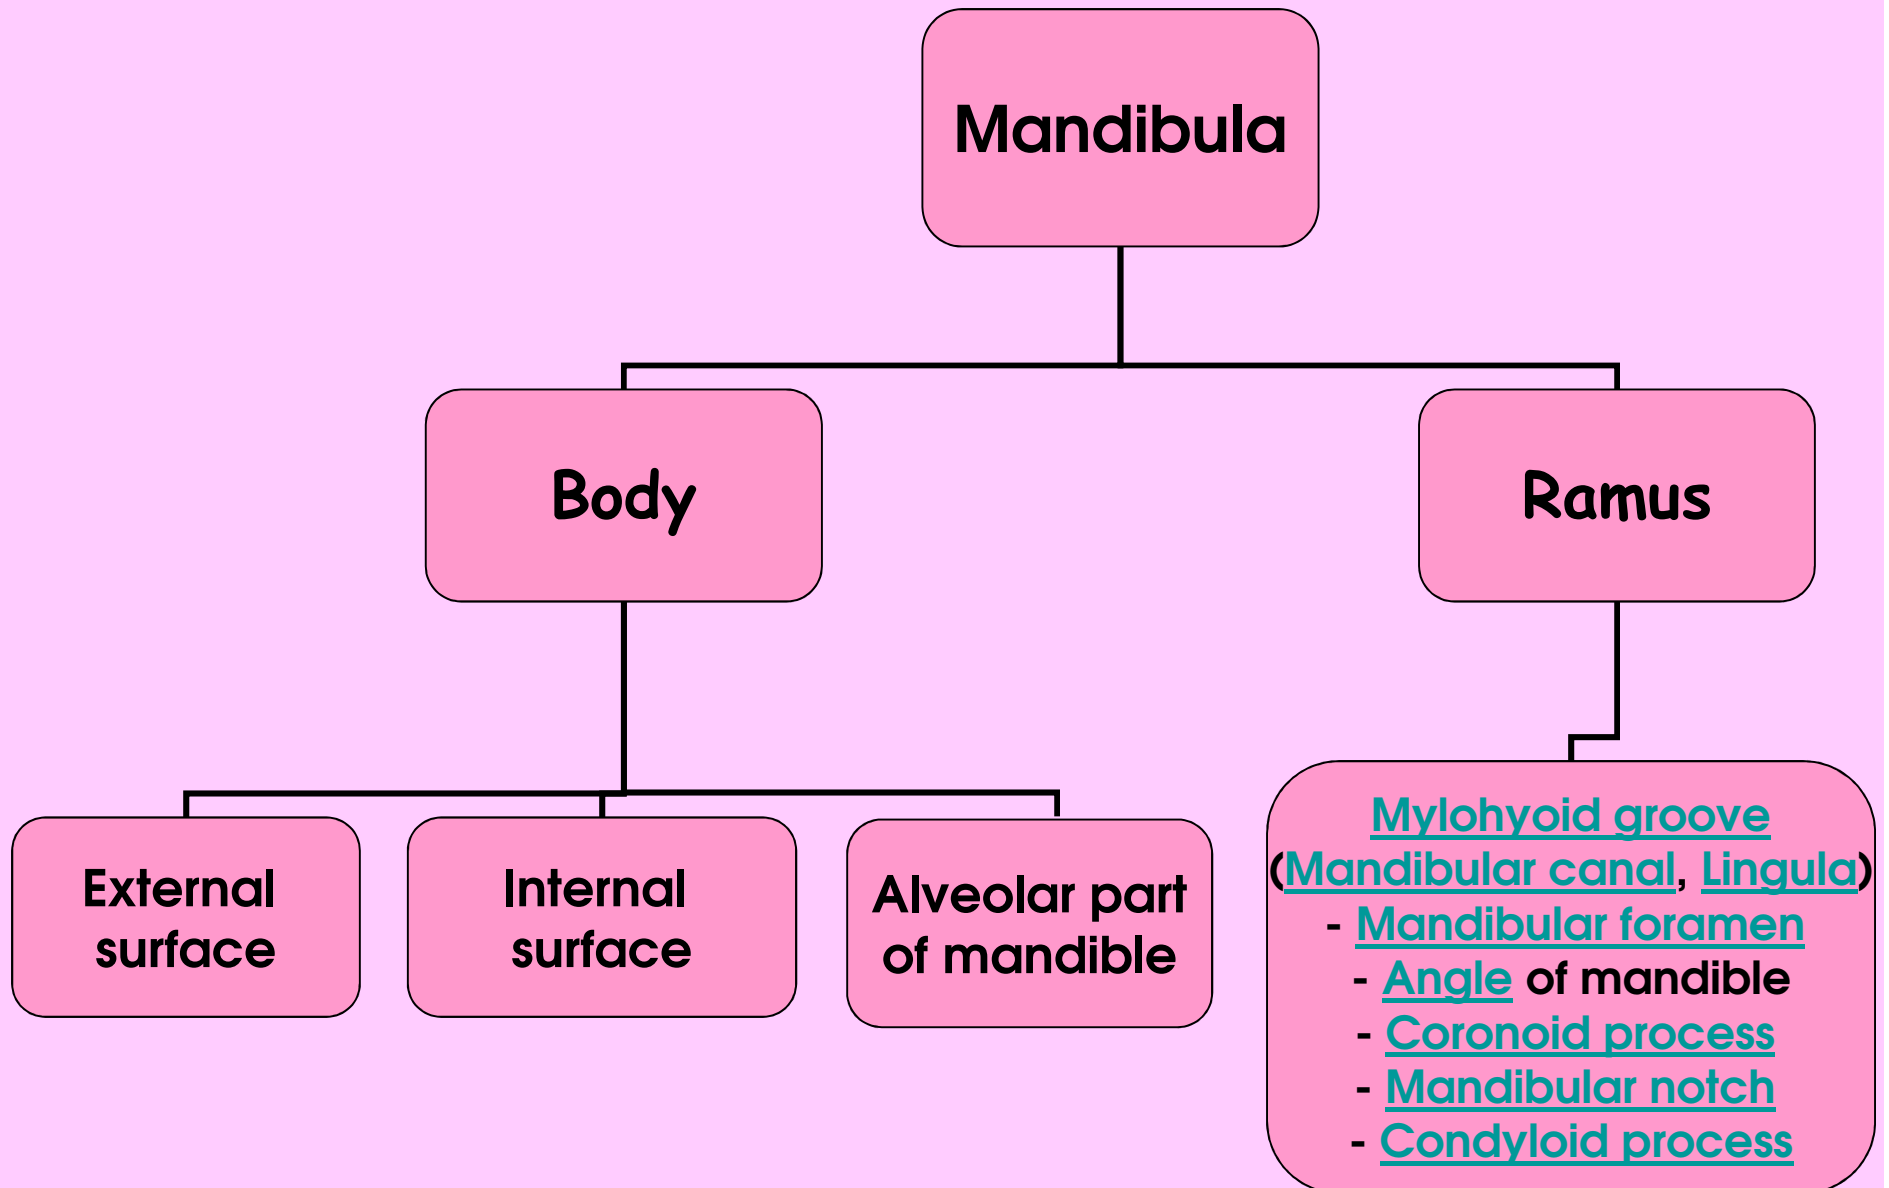 Mandibula
Body
Ramus
External
surface
Internal
surface
Alveolar part
of mandible
Mylohyoid groove
(Mandibular canal, Lingula)
- Mandibular foramen
- Angle of mandible
- Coronoid process
- Mandibular notch
- Condyloid process